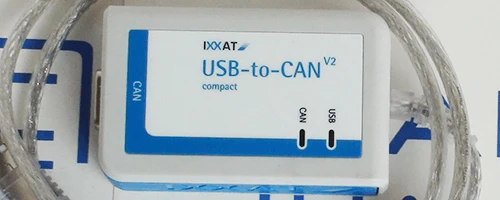 IXXAT
USB-to-CAN V2
compact
CAN
CAN
USB